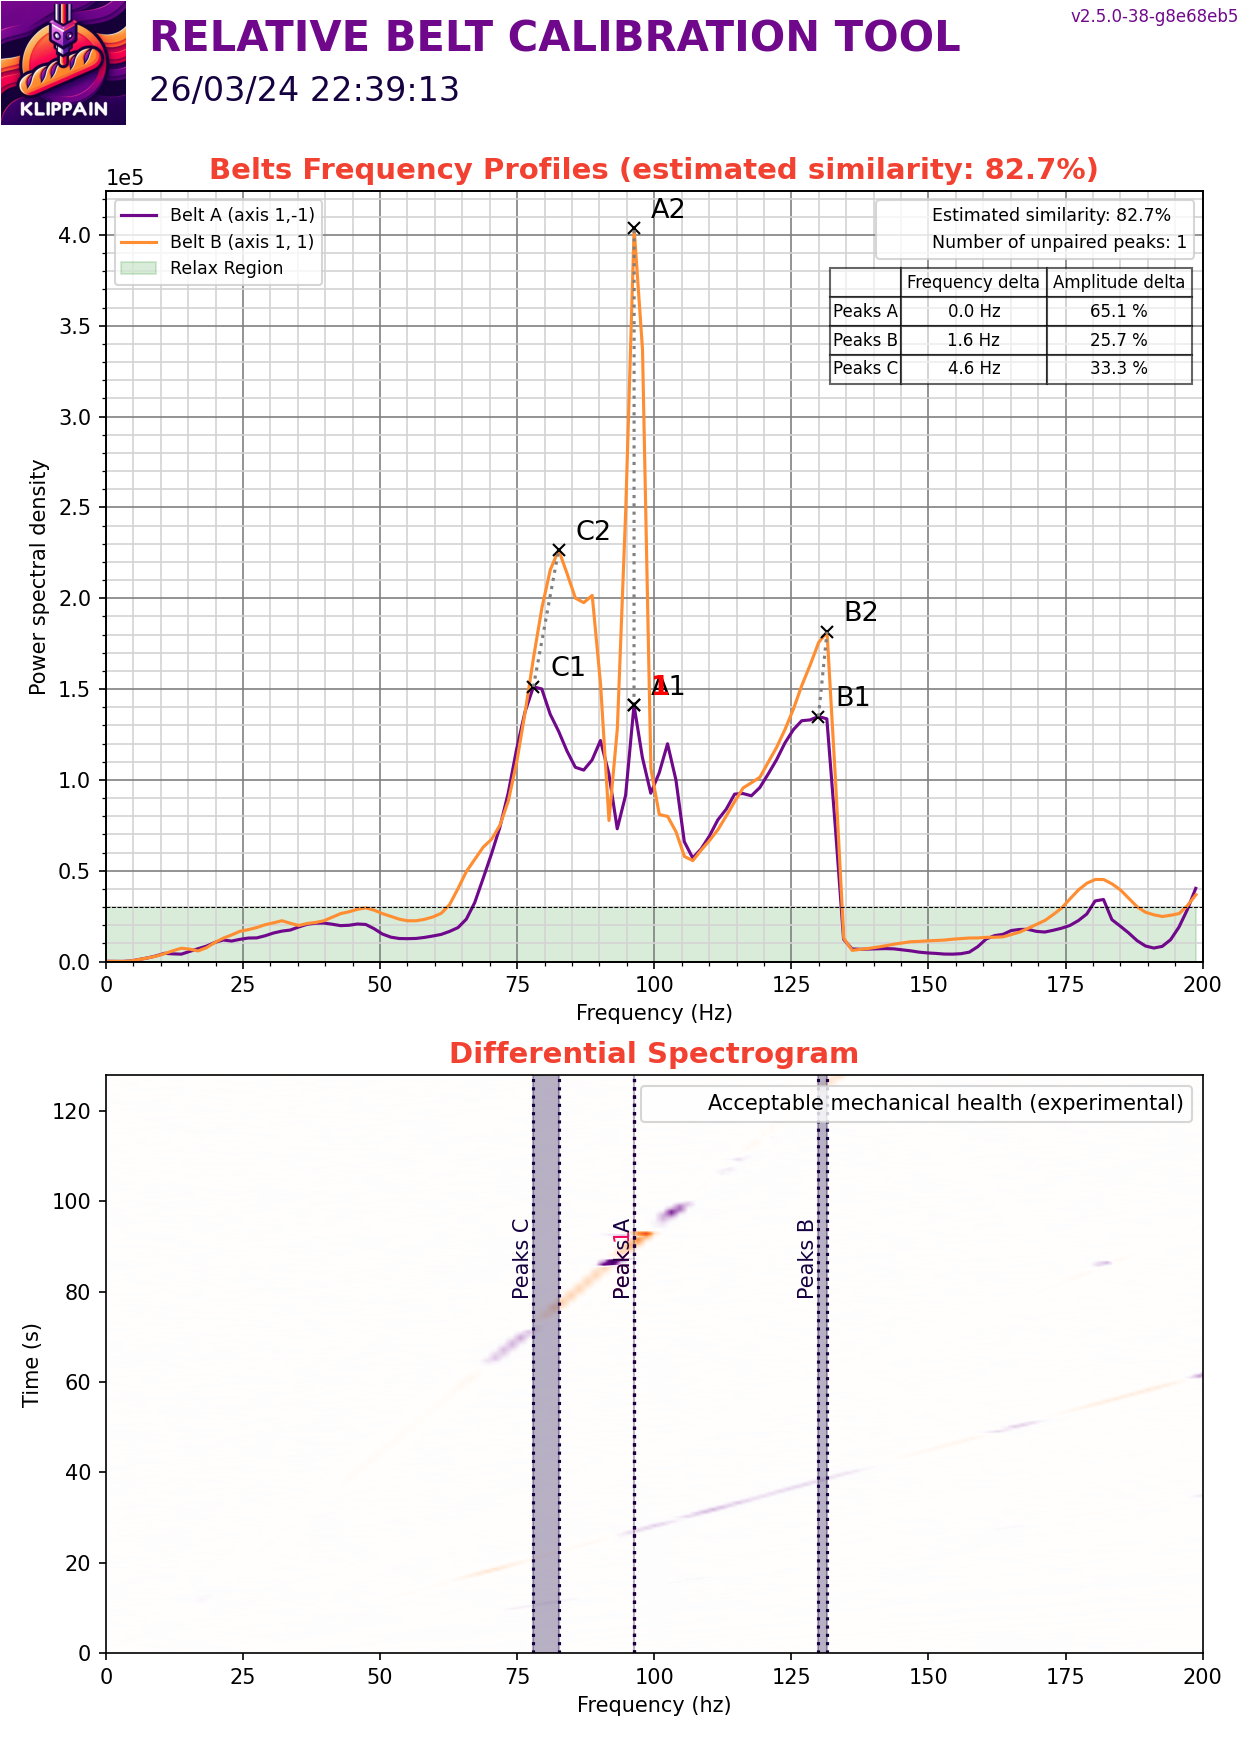 v2.5.0-38-g8e68eb5
RELATIVE BELT CALIBRATION TOOL
26/03/24 22:39:13
KLIPPAIN
Belts Frequency Profiles (estimated similarity: 82.7%)
1e5
Belt A (axis 1,-1)
Belt B (axis 1, 1)
Relax Region
Estimated similarity: 82.7%
Number of unpaired peaks: 1
Frequency delta Amplitude delta
Peaks A 0.0 Hz 65.1 %
Peaks B 1.6 Hz 25.7 %
Peaks C 4.6 Hz 33.3 %
A2
C2
B2
C1
A1
1
B1
4.0
3.5
3.0
2.5
2.0
1.5
1.0
0.5
0.0
Power spectral density
0 25 50 75 100 125 150 175 200
Frequency (Hz)
Differential Spectrogram
Acceptable mechanical health (experimental)
Peaks C
Peaks A
1
Peaks B
120
100
80
60
40
20
0
Time (s)
0 25 50 75 100 125 150 175 200
Frequency (hz)